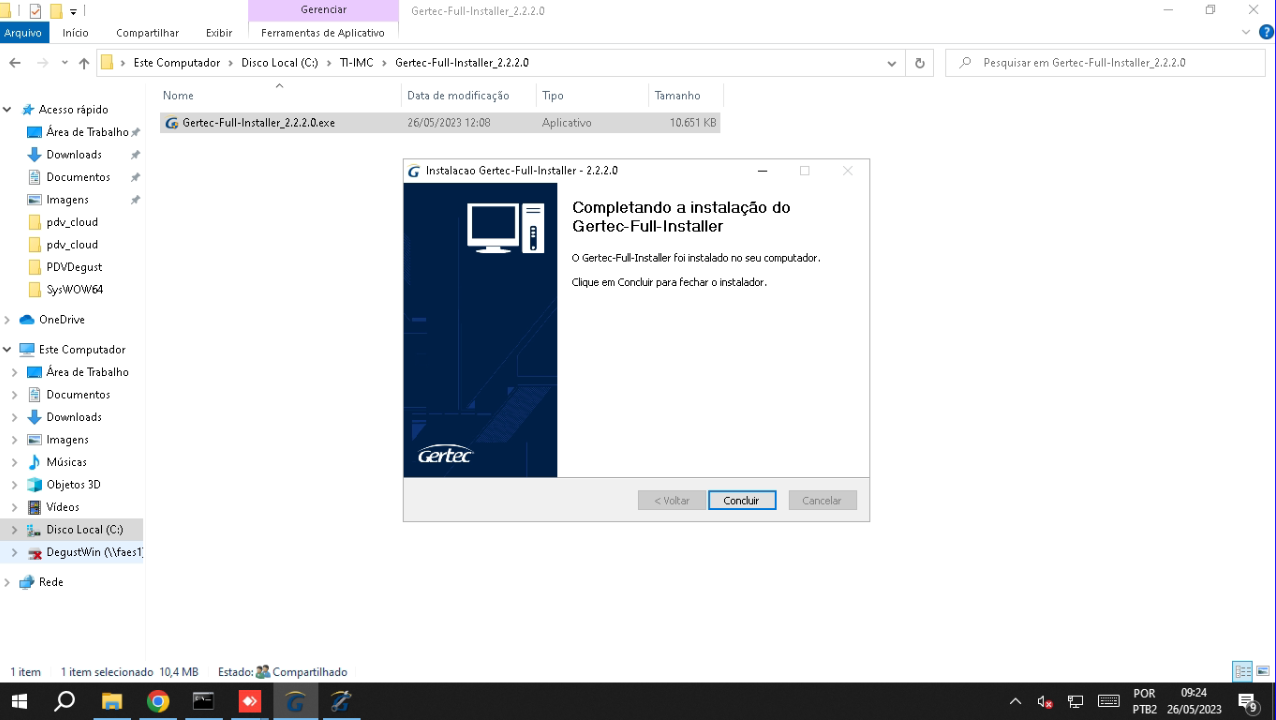 Gerenciar
Gertec-Full-Installer_2.2.2.0
Arquivo
Início
Compartilhar
Exibir
Ferramentas de Aplicativo
Este Computador
Disco Local (C:)
TI-IMC
Gertec-Full-Installer_2.2.2.0
Pesquisar em Gertec-Full-Installer_2.2.2.0
Nome
Data de modificação
Tipo
Tamanho
Gertec-Full-Installer_2.2.2.0.exe
26/05/2023 12:08
Aplicativo
10.651 KB
Acesso rápido
Área de Trabalho
Downloads
Documentos
Imagens
pdv_cloud
pdv_cloud
PDVDegust
SysWOW64
OneDrive
Este Computador
Área de Trabalho
Documentos
Downloads
Imagens
Músicas
Objetos 3D
Vídeos
Disco Local (C:)
DegustWin (\\faes1
Rede
Instalacao Gertec-Full-Installer - 2.2.2.0
Completando a instalação do
Gertec-Full-Installer
O Gertec-Full-Installer foi instalado no seu computador.
Clique em Concluir para fechar o instalador.
Gertec
< Voltar
Concluir
Cancelar
1 item
1 item selecionado 10,4 MB
Estado: Compartilhado
POR
PTB2
09:24
26/05/2023
9